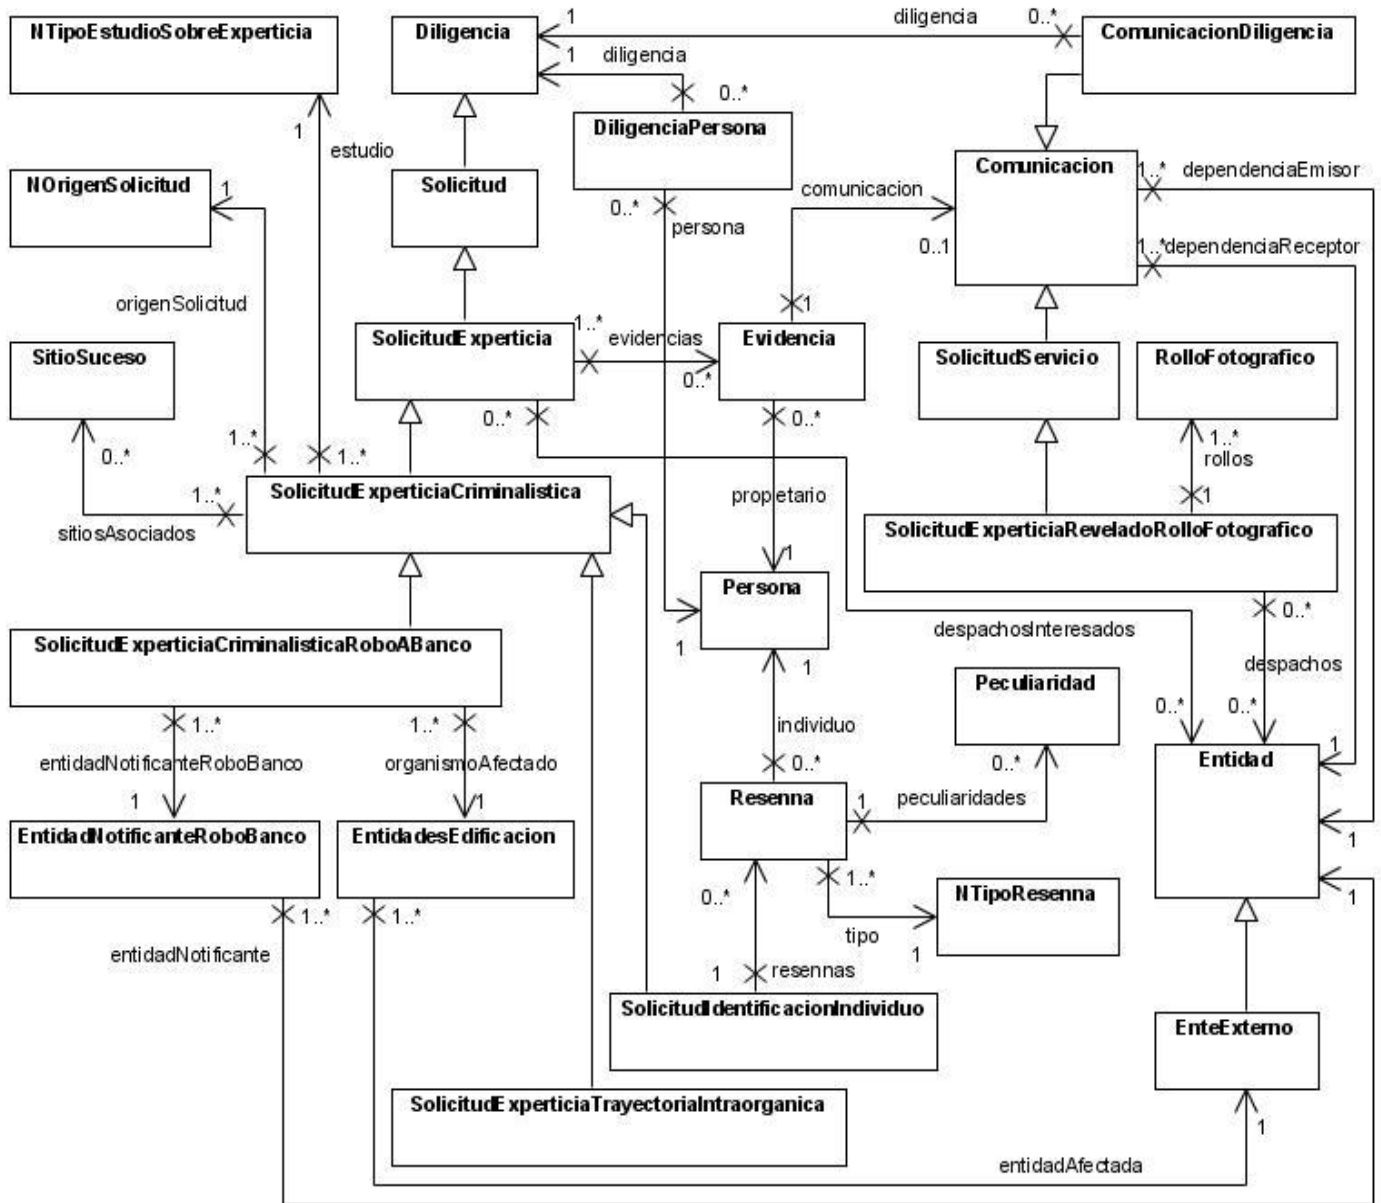 diligencia
1
0..*
NTipoEstudioSobreExperticia
Diligencia
ComunicacionDiligencia
1
diligencia
0..*
DiligenciaPersona
1
estudio
Comunicacion
1..*
dependenciaEmisor
NOrigenSolicitud
1
Solicitud
comunicacion
0..*
persona
0..1
1..*
dependenciaReceptor
origenSolicitud
1
SolicitudExperticia
1..*
evidencias
Evidencia
SitioSuceso
SolicitudServicio
RolloFotografico
0..*
0..*
0..*
1..*
rollos
1..*
1..*
0..*
SolicitudExperticiaCriminalistica
1..*
propietario
1
sitiosAsociados
SolicitudExperticiaReveladoRolloFotografico
1
Persona
0..*
despachosInteresados
SolicitudExperticiaCriminalisticaRoboABanco
1
1
despachos
Peculiaridad
1..*
1..*
individuo
0..*
0..*
entidadNotificanteRoboBanco
organismoAfectado
0..*
0..*
1
Entidad
1
1
Resenna
peculiaridades
1
EntidadNotificanteRoboBanco
EntidadesEdificacion
1
0..*
1..*
NTipoResenna
1
1..*
1..*
tipo
1
entidadNotificante
1
resennas
SolicitudIdentificacionIndividuo
EnteExterno
SolicitudExperticiaTrayectoriaIntraorganica
1
entidadAfectada